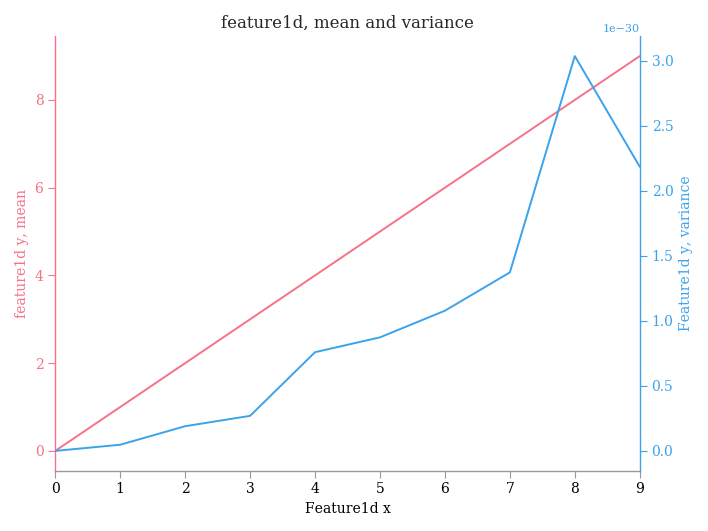 feature1d, mean and variance
1e−30
8
6
4
2
0
feature1d y, mean
3.0
2.5
2.0
1.5
1.0
0.5
0.0
Feature1d y, variance
0 1 2 3 4 5 6 7 8 9
Feature1d x